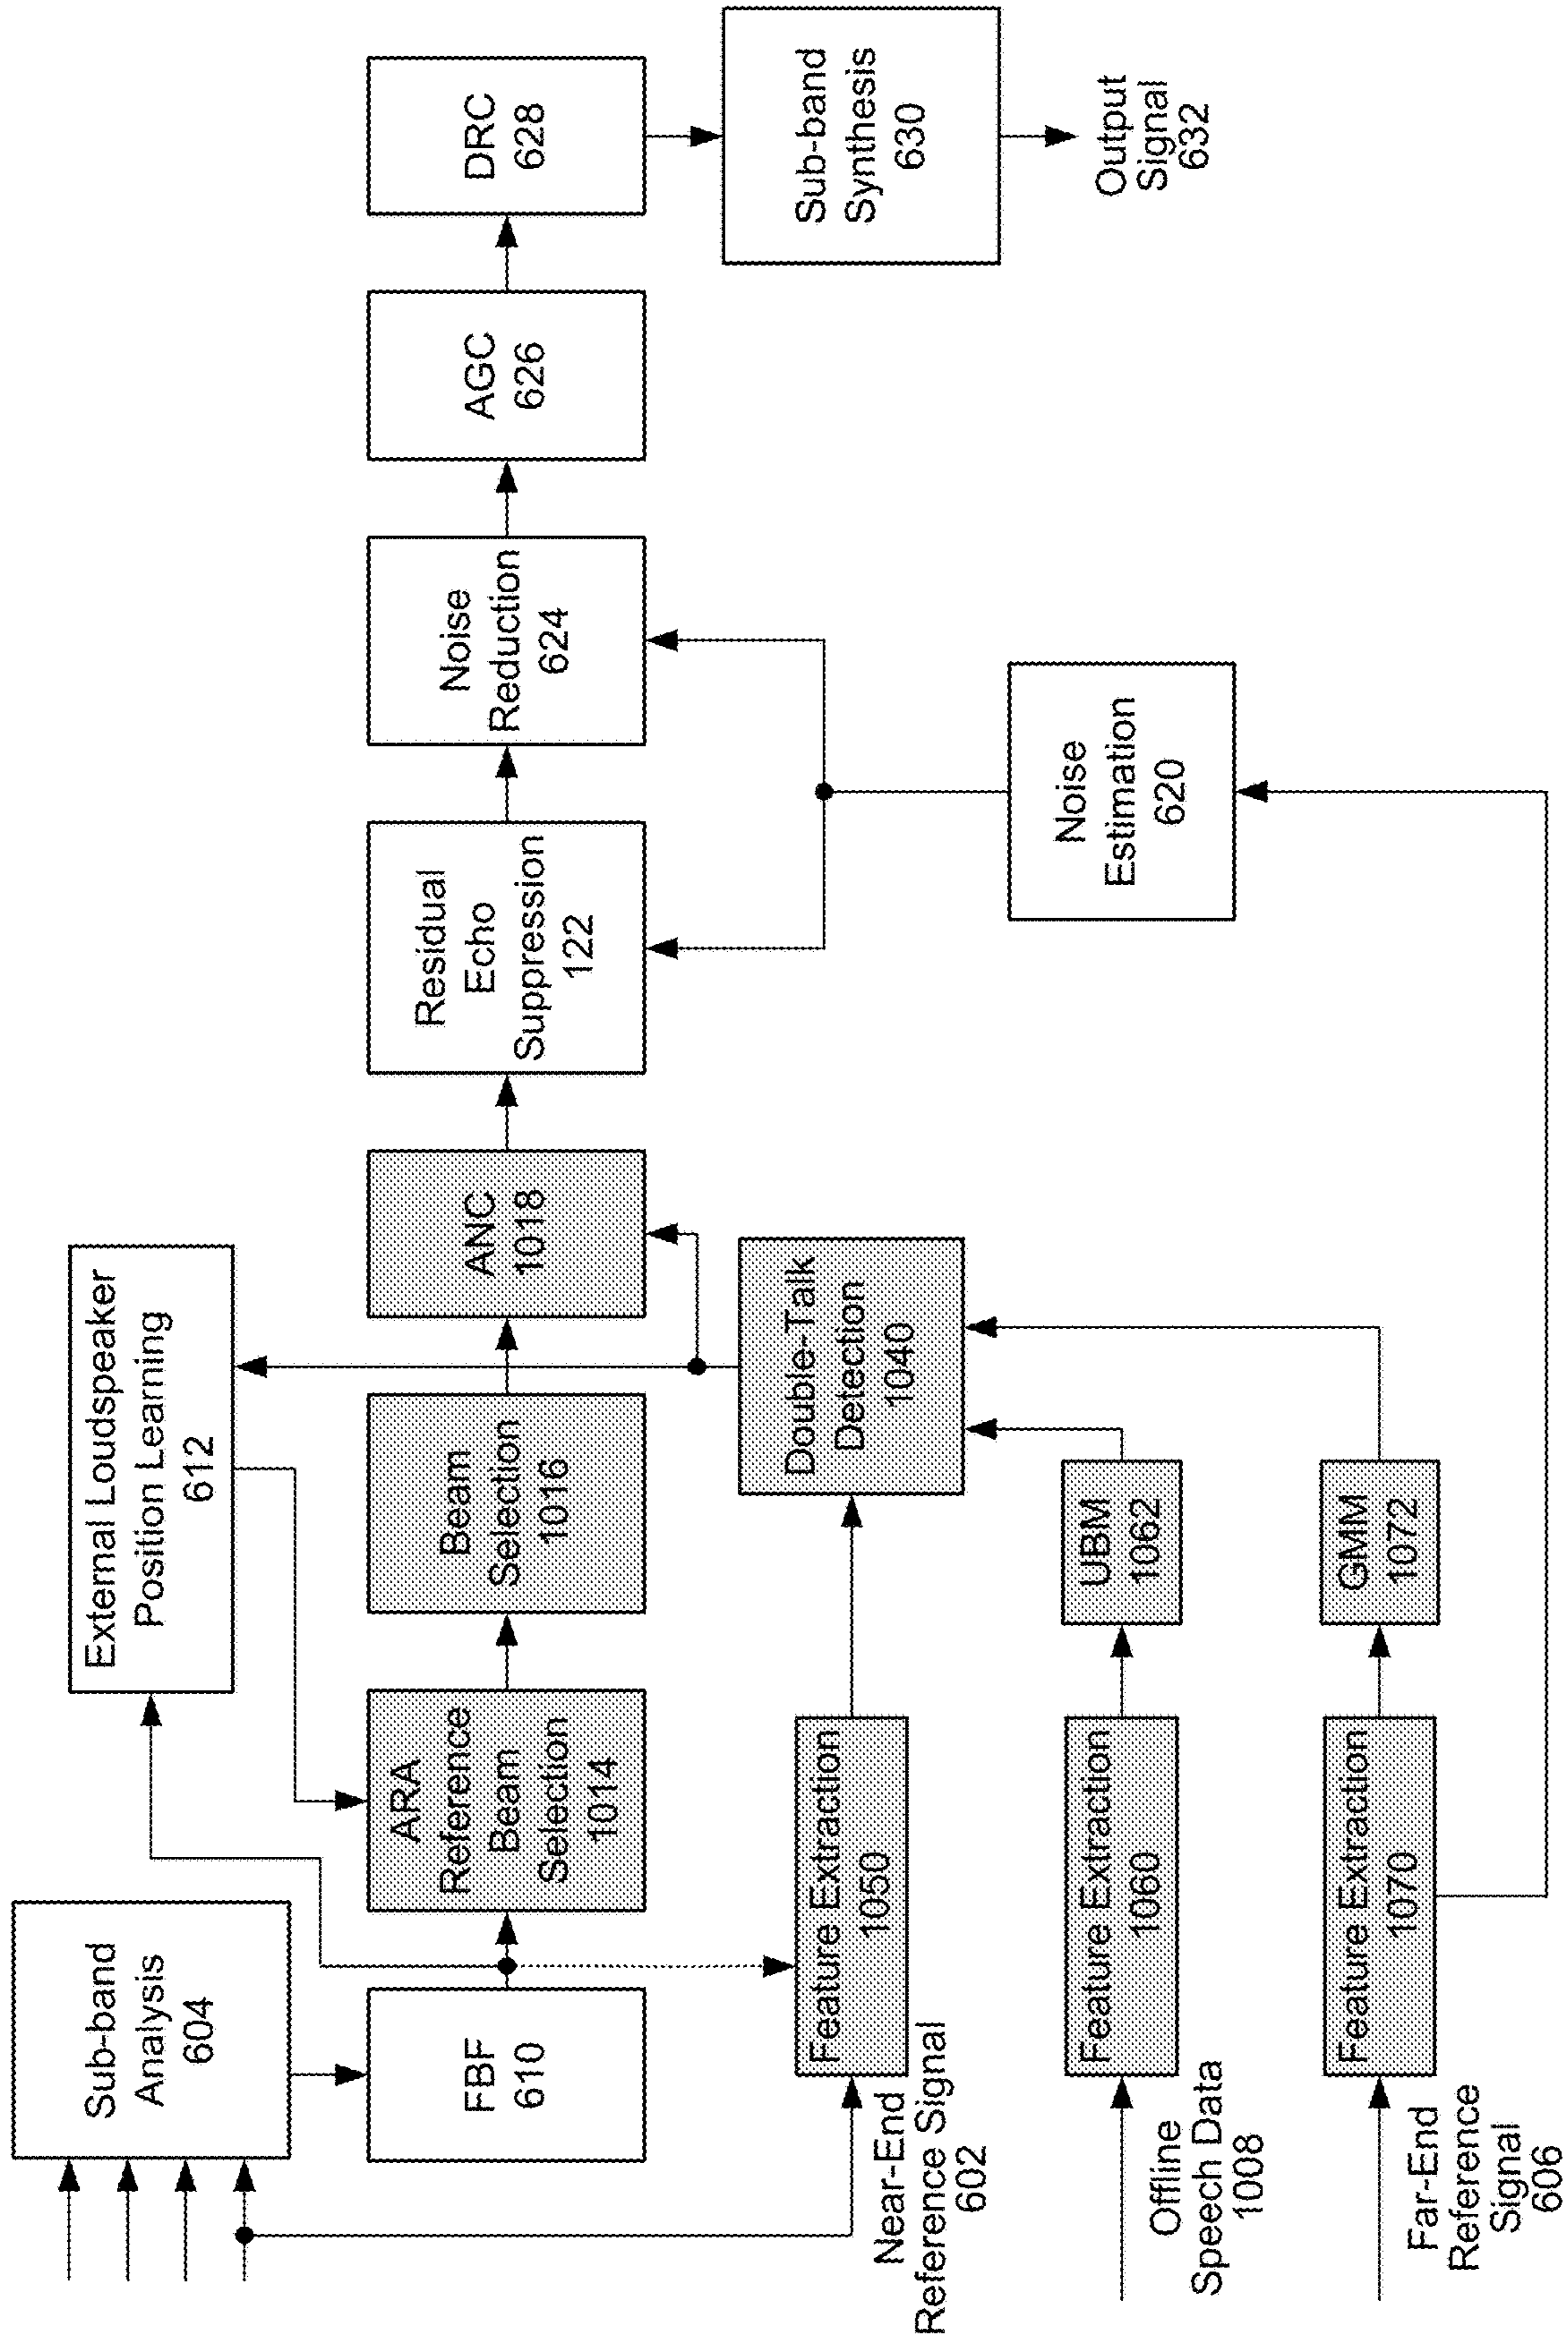 Sub-band
Analysis
604
External Loudspeaker
Position Learning
612
FBF
610
ARA
Reference
Beam
Selection
1014
Beam
Selection
1016
ANC
1018
Residual
Echo
Suppression
122
Noise
Reduction
624
AGC
626
DRC
628
Near-End
Reference Signal
602
Feature Extraction
1050
Double-Talk
Detection
1040
Sub-band
Synthesis
630
Noise
Estimation
620
Output
Signal
632
Offline
Speech Data
1008
Feature Extraction
1060
UBM
1062
Far-End
Reference
Signal
606
Feature Extraction
1070
GMM
1072